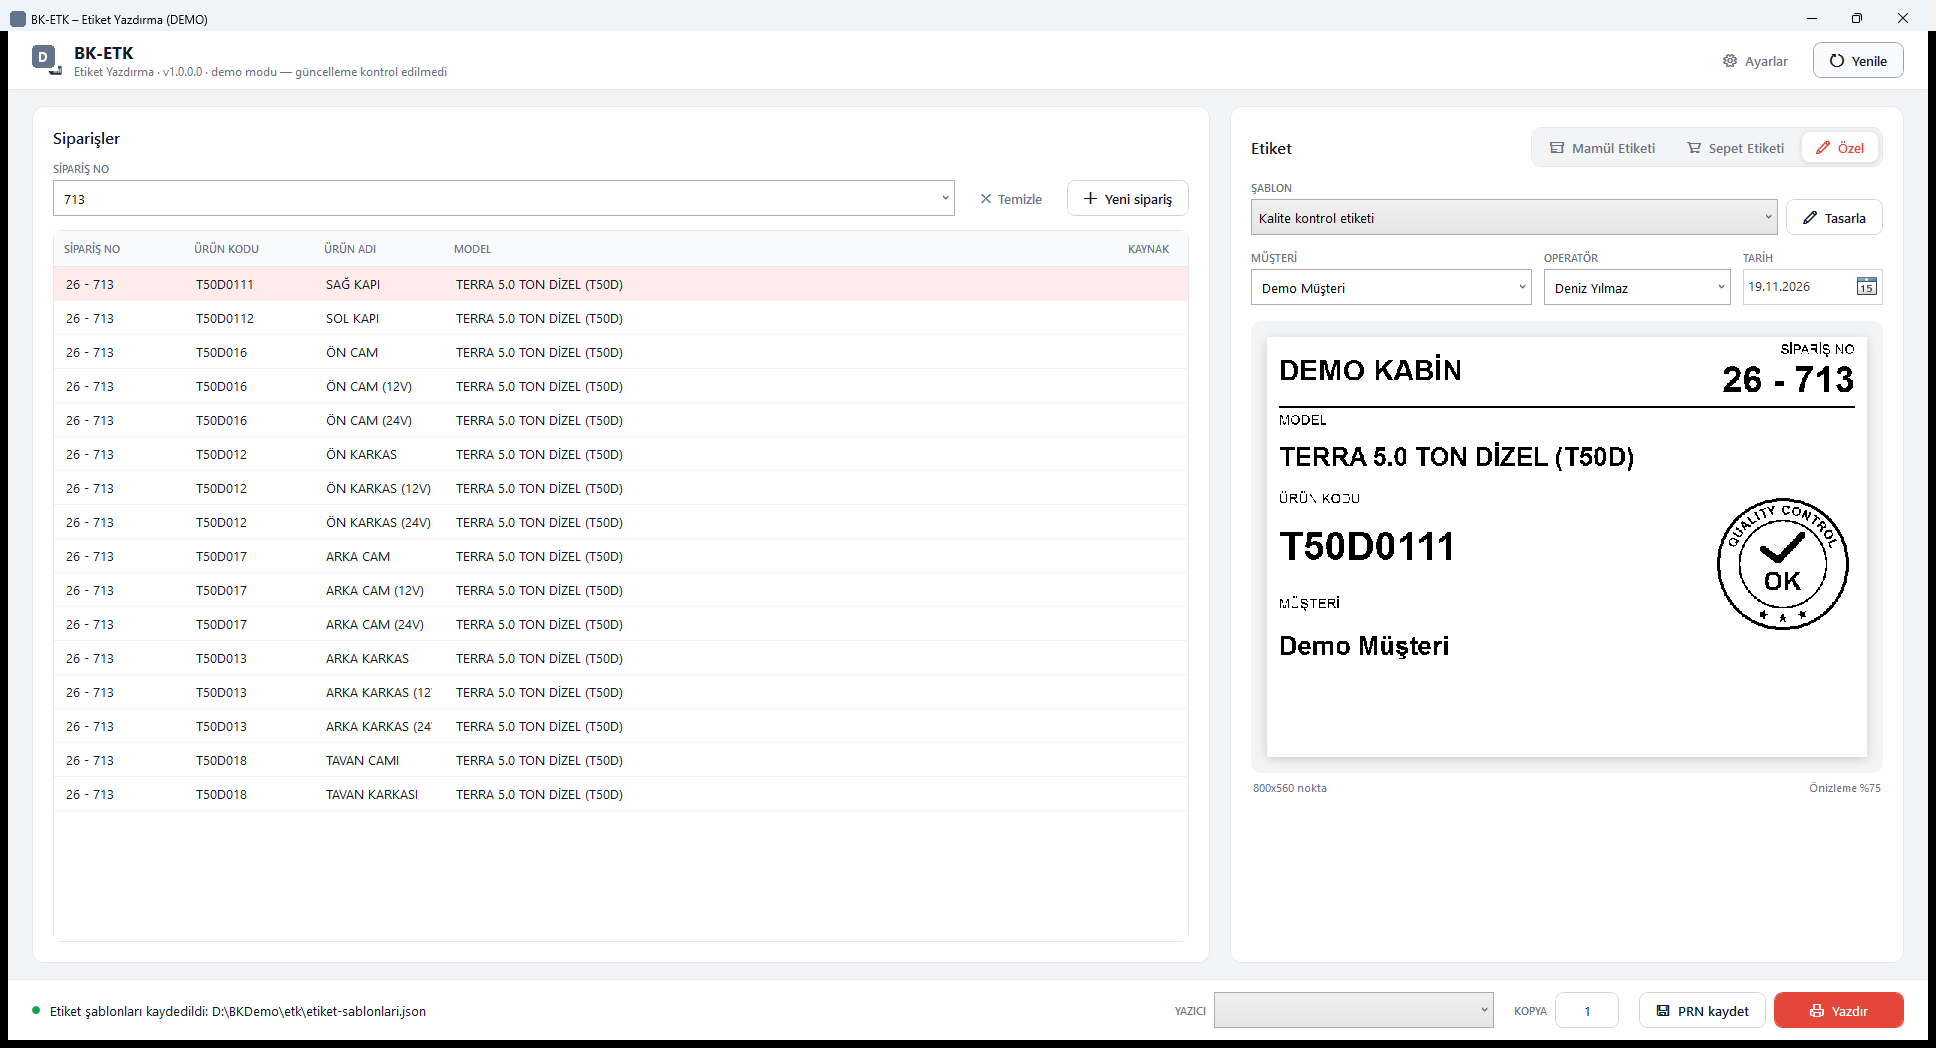 BK-ETK – Etiket Yazdırma (DEMO)
D
BK-ETK
Etiket Yazdırma · v1.0.0.0 · demo modu — güncelleme kontrol edilmedi
Ayarlar
Yenile
Siparişler
SİPARİŞ NO
713
Temizle
Yeni sipariş
SİPARİŞ NO ÜRÜN KODU ÜRÜN ADI MODEL KAYNAK
26 - 713 T50D0111 SAĞ KAPI TERRA 5.0 TON DİZEL (T50D)
26 - 713 T50D0112 SOL KAPI TERRA 5.0 TON DİZEL (T50D)
26 - 713 T50D016 ÖN CAM TERRA 5.0 TON DİZEL (T50D)
26 - 713 T50D016 ÖN CAM (12V) TERRA 5.0 TON DİZEL (T50D)
26 - 713 T50D016 ÖN CAM (24V) TERRA 5.0 TON DİZEL (T50D)
26 - 713 T50D012 ÖN KARKAS TERRA 5.0 TON DİZEL (T50D)
26 - 713 T50D012 ÖN KARKAS (12V) TERRA 5.0 TON DİZEL (T50D)
26 - 713 T50D012 ÖN KARKAS (24V) TERRA 5.0 TON DİZEL (T50D)
26 - 713 T50D017 ARKA CAM TERRA 5.0 TON DİZEL (T50D)
26 - 713 T50D017 ARKA CAM (12V) TERRA 5.0 TON DİZEL (T50D)
26 - 713 T50D017 ARKA CAM (24V) TERRA 5.0 TON DİZEL (T50D)
26 - 713 T50D013 ARKA KARKAS TERRA 5.0 TON DİZEL (T50D)
26 - 713 T50D013 ARKA KARKAS (12 TERRA 5.0 TON DİZEL (T50D)
26 - 713 T50D013 ARKA KARKAS (24 TERRA 5.0 TON DİZEL (T50D)
26 - 713 T50D018 TAVAN CAMI TERRA 5.0 TON DİZEL (T50D)
26 - 713 T50D018 TAVAN KARKASI TERRA 5.0 TON DİZEL (T50D)
Etiket
Mamül Etiketi
Sepet Etiketi
Özel
ŞABLON
Kalite kontrol etiketi
Tasarla
MÜŞTERİ OPERATÖR TARİH
Demo Müşteri Deniz Yılmaz 19.11.2026 15
SİPARİŞ NO
DEMO KABİN 26 - 713
MODEL
TERRA 5.0 TON DİZEL (T50D)
ÜRÜN KODU
T50D0111
QUALITY CONTROL
OK
MÜŞTERİ
Demo Müşteri
800x560 nokta Önizleme %75
Etiket şablonları kaydedildi: D:\BKDemo\etk\etiket-sablonlari.json
YAZICI
KOPYA 1
PRN kaydet
Yazdır